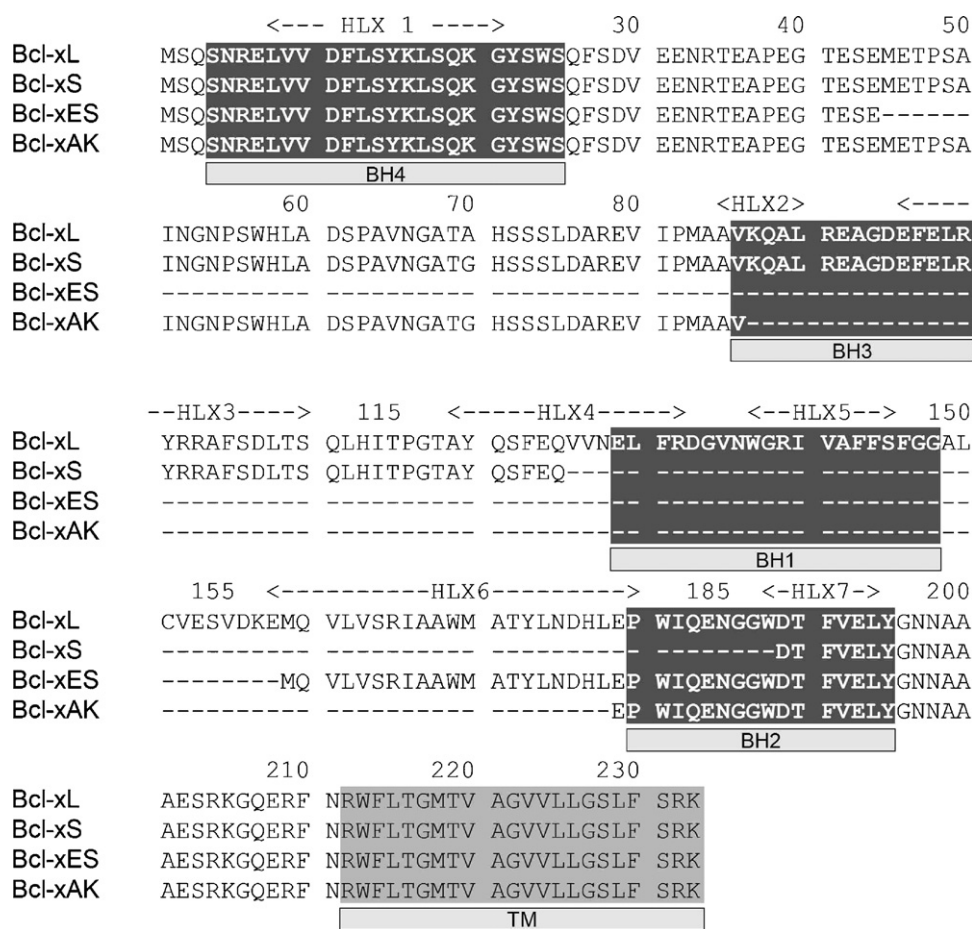 <--- HLX 1 ----> 30 40 50
Bcl-xL MSQSNRELVV DFLSYKLSQK GYSWSQFSDV EENRTEAPEG TESEMETPSA
Bcl-xS MSQSNRELVV DFLSYKLSQK GYSWSQFSDV EENRTEAPEG TESEMETPSA
Bcl-xES MSQSNRELVV DFLSYKLSQK GYSWSQFSDV EENRTEAPEG TESE------
Bcl-xAK MSQSNRELVV DFLSYKLSQK GYSWSQFSDV EENRTEAPEG TESEMETPSA
BH4
60 70 80 <HLX2> <----
Bcl-xL INGNPSWHLA DSPAVNGATA HSSSLDAREV IPMAAVKQAL REAGDEFELR
Bcl-xS INGNPSWHLA DSPAVNGATG HSSSLDAREV IPMAAVKQAL REAGDEFELR
Bcl-xES ---------- ---------- ---------- ---------- ----------
Bcl-xAK INGNPSWHLA DSPAVNGATG HSSSLDAREV IPMAAV---- ----------
BH3
--HLX3----> 115 <-----HLX4-----> <--HLX5---> 150
Bcl-xL YRRAFSDLTS QLHITPGTAY QSFEQVVNEL FRDGVNWGRI VAFFSFGGAL
Bcl-xS YRRAFSDLTS QLHITPGTAY QSFEQ----- ---------- ----------
Bcl-xES ---------- ---------- ---------- ---------- ----------
Bcl-xAK ---------- ---------- ---------- ---------- ----------
BH1
155 <---------HLX6---------> 185 <-HLX7-> 200
Bcl-xL CVESVDKEMQ VLVSRIAAWM ATYLNDHLEP WIQENGGWDT FVELYGNNAA
Bcl-xS ---------- ---------- ---------- --------DT FVELYGNNAA
Bcl-xES --------MQ VLVSRIAAWM ATYLNDHLEP WIQENGGWDT FVELYGNNAA
Bcl-xAK ---------- ---------- --------EP WIQENGGWDT FVELYGNNAA
BH2
210 220 230
Bcl-xL AESRKGQERF NRWFLTGMTV AGVVLLGSLF SRK
Bcl-xS AESRKGQERF NRWFLTGMTV AGVVLLGSLF SRK
Bcl-xES AESRKGQERF NRWFLTGMTV AGVVLLGSLF SRK
Bcl-xAK AESRKGQERF NRWFLTGMTV AGVVLLGSLF SRK
TM